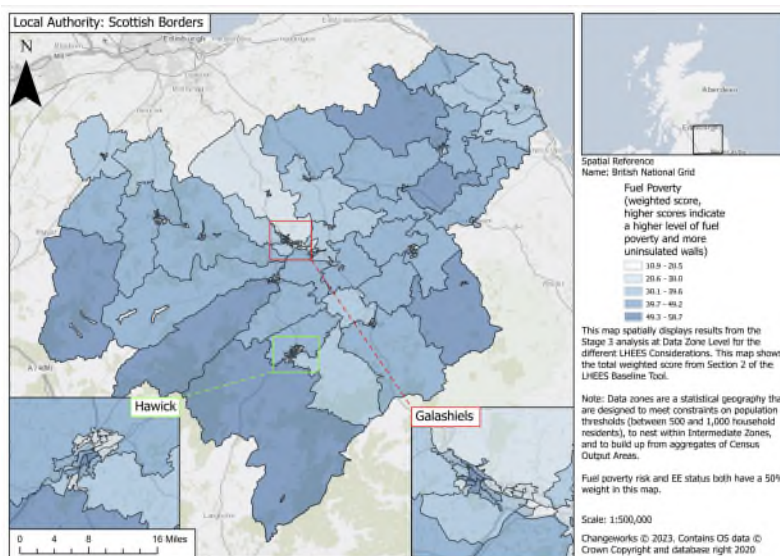 Local Authority: Scottish Borders
N
Edinburgh
Hawick
Galashiels
0 4 8 16 Miles
Aberdeen
Edinburgh
Spatial Reference
Name: British National Grid
Fuel Poverty
(weighted score,
higher scores indicate
a higher level of fuel
poverty and more
uninsulated walls)
10.9 - 20.5
20.6 - 30.0
30.1 - 39.6
39.7 - 49.2
49.3 - 58.7
This map spatially displays results from the
Stage 3 analysis at Data Zone Level for the
different LHEES Considerations. This map shows
the total weighted score from Section 2 of the
LHEES Baseline Tool.
Note: Data zones are a statistical geography tha
are designed to meet constraints on population
thresholds (between 500 and 1,000 household
residents), to nest within Intermediate Zones,
and to build up from aggregates of Census
Output Areas.
Fuel poverty risk and EE status both have a 50%
weight in this map.
Scale: 1:500,000
Changeworks © 2023. Contains OS data ©
Crown Copyright and database right 2020